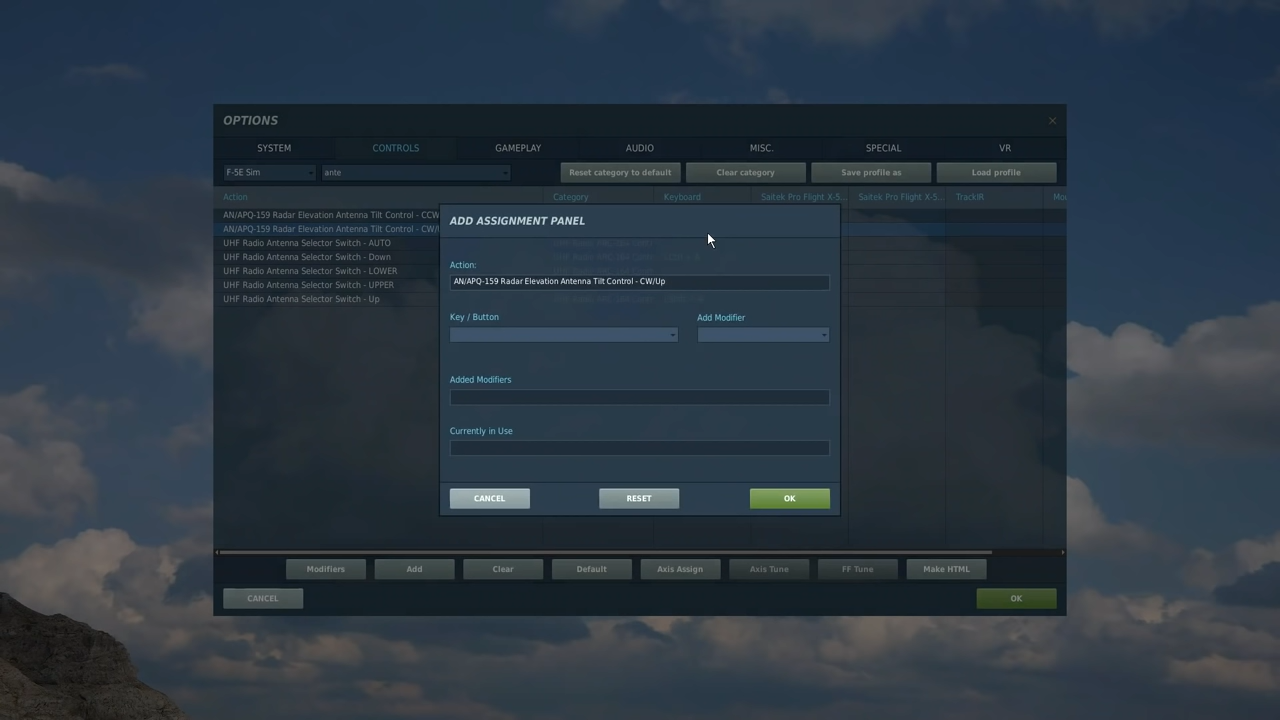 OPTIONS
SYSTEM CONTROLS GAMEPLAY AUDIO MISC. SPECIAL VR
F-5E Sim ante Reset category to default Clear category Save profile as Load profile
Action Category Keyboard Saitek Pro Flight X-5... Saitek Pro Flight X-5... TrackIR
AN/APQ-159 Radar Elevation Antenna Tilt Control - CCW
AN/APQ-159 Radar Elevation Antenna Tilt Control - CW/
UHF Radio Antenna Selector Switch - AUTO
UHF Radio Antenna Selector Switch - Down
UHF Radio Antenna Selector Switch - LOWER
UHF Radio Antenna Selector Switch - UPPER
UHF Radio Antenna Selector Switch - Up
ADD ASSIGNMENT PANEL
Action:
AN/APQ-159 Radar Elevation Antenna Tilt Control - CW/Up
Key / Button Add Modifier
Added Modifiers
Currently in Use
CANCEL RESET OK
Modifiers Add Clear Default Axis Assign Axis Tune FF Tune Make HTML
CANCEL OK